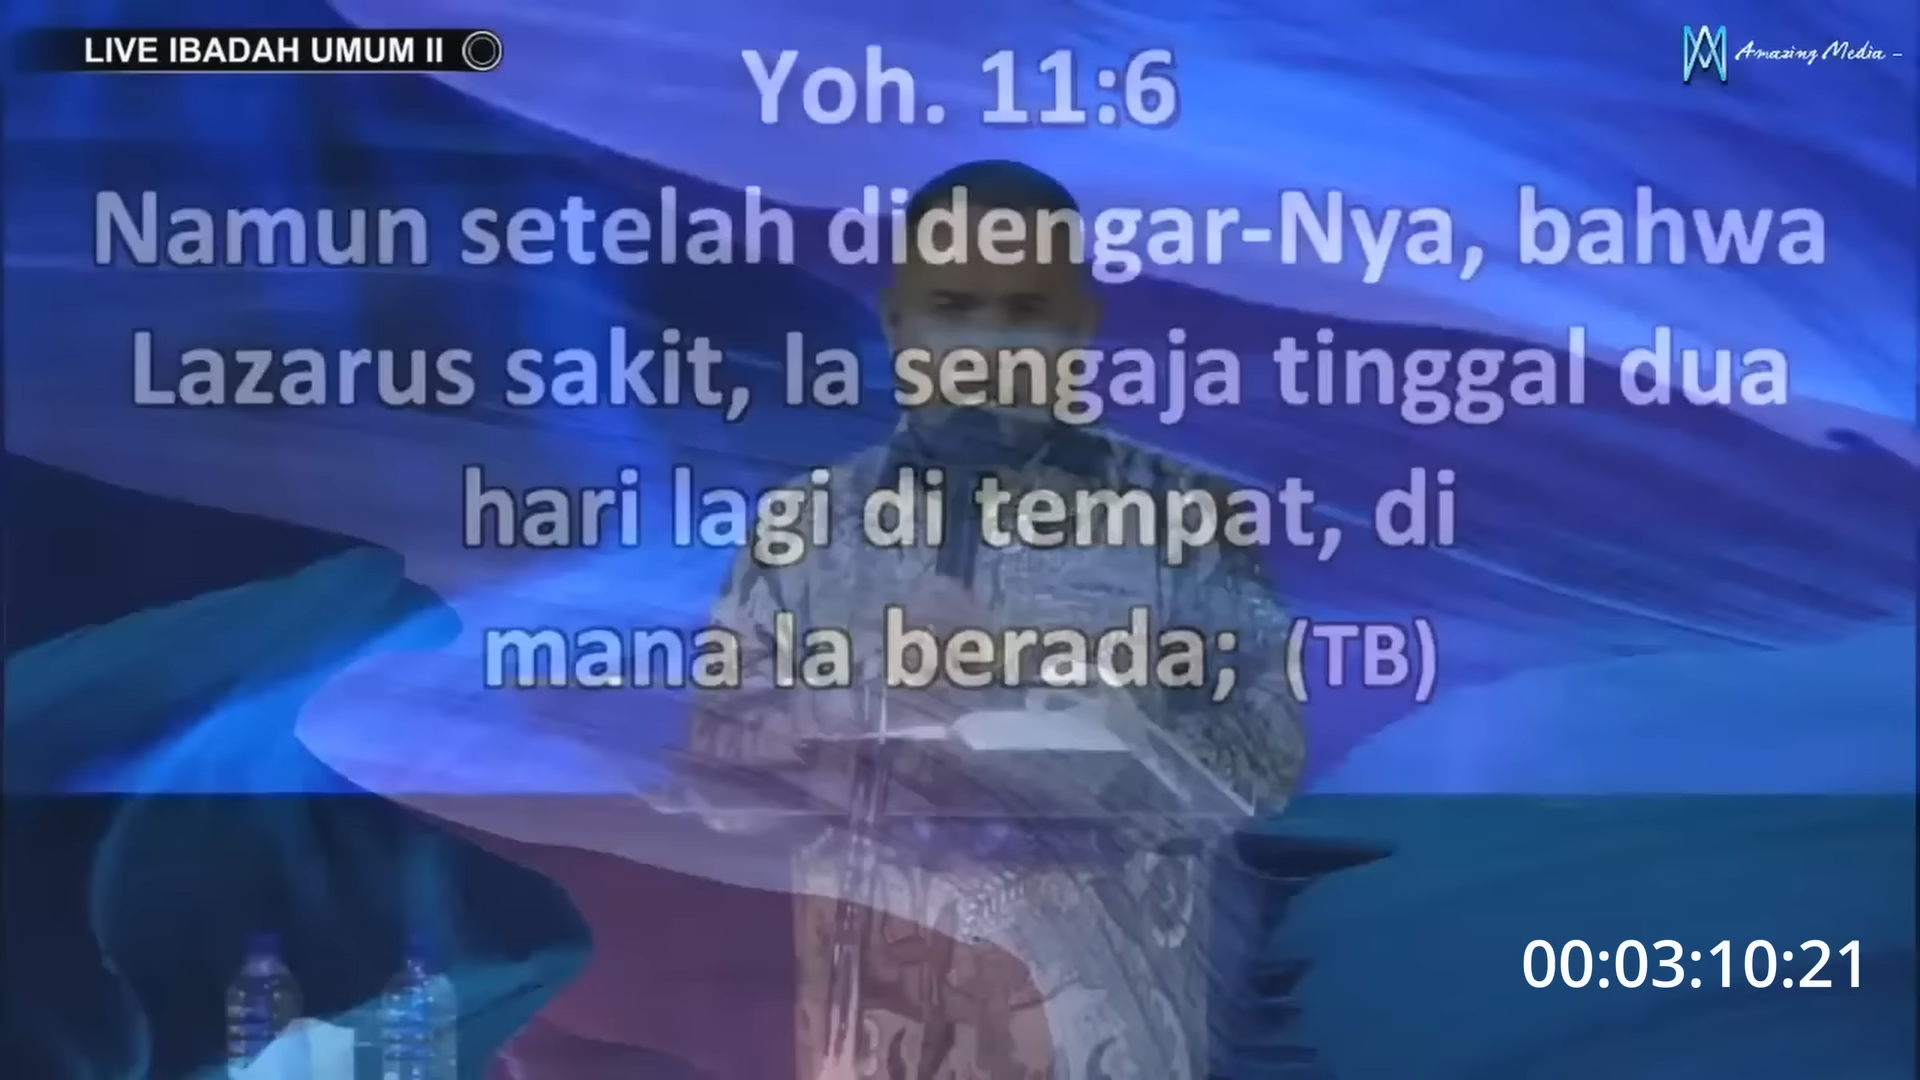 LIVE IBADAH UMUM II
Amazing Media -
Yoh. 11:6
Namun setelah didengar-Nya, bahwa
Lazarus sakit, Ia sengaja tinggal dua
hari lagi di tempat, di
mana Ia berada; (TB)
00:03:10:21